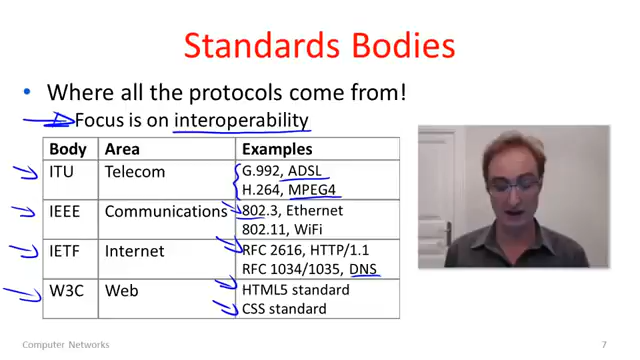 Standards Bodies
• Where all the protocols come from!
Focus is on interoperability
Body Area Examples
ITU Telecom G.992, ADSL
H.264, MPEG4
IEEE Communications 802.3, Ethernet
802.11, WiFi
IETF Internet RFC 2616, HTTP/1.1
RFC 1034/1035, DNS
W3C Web HTML5 standard
CSS standard
Computer Networks 7